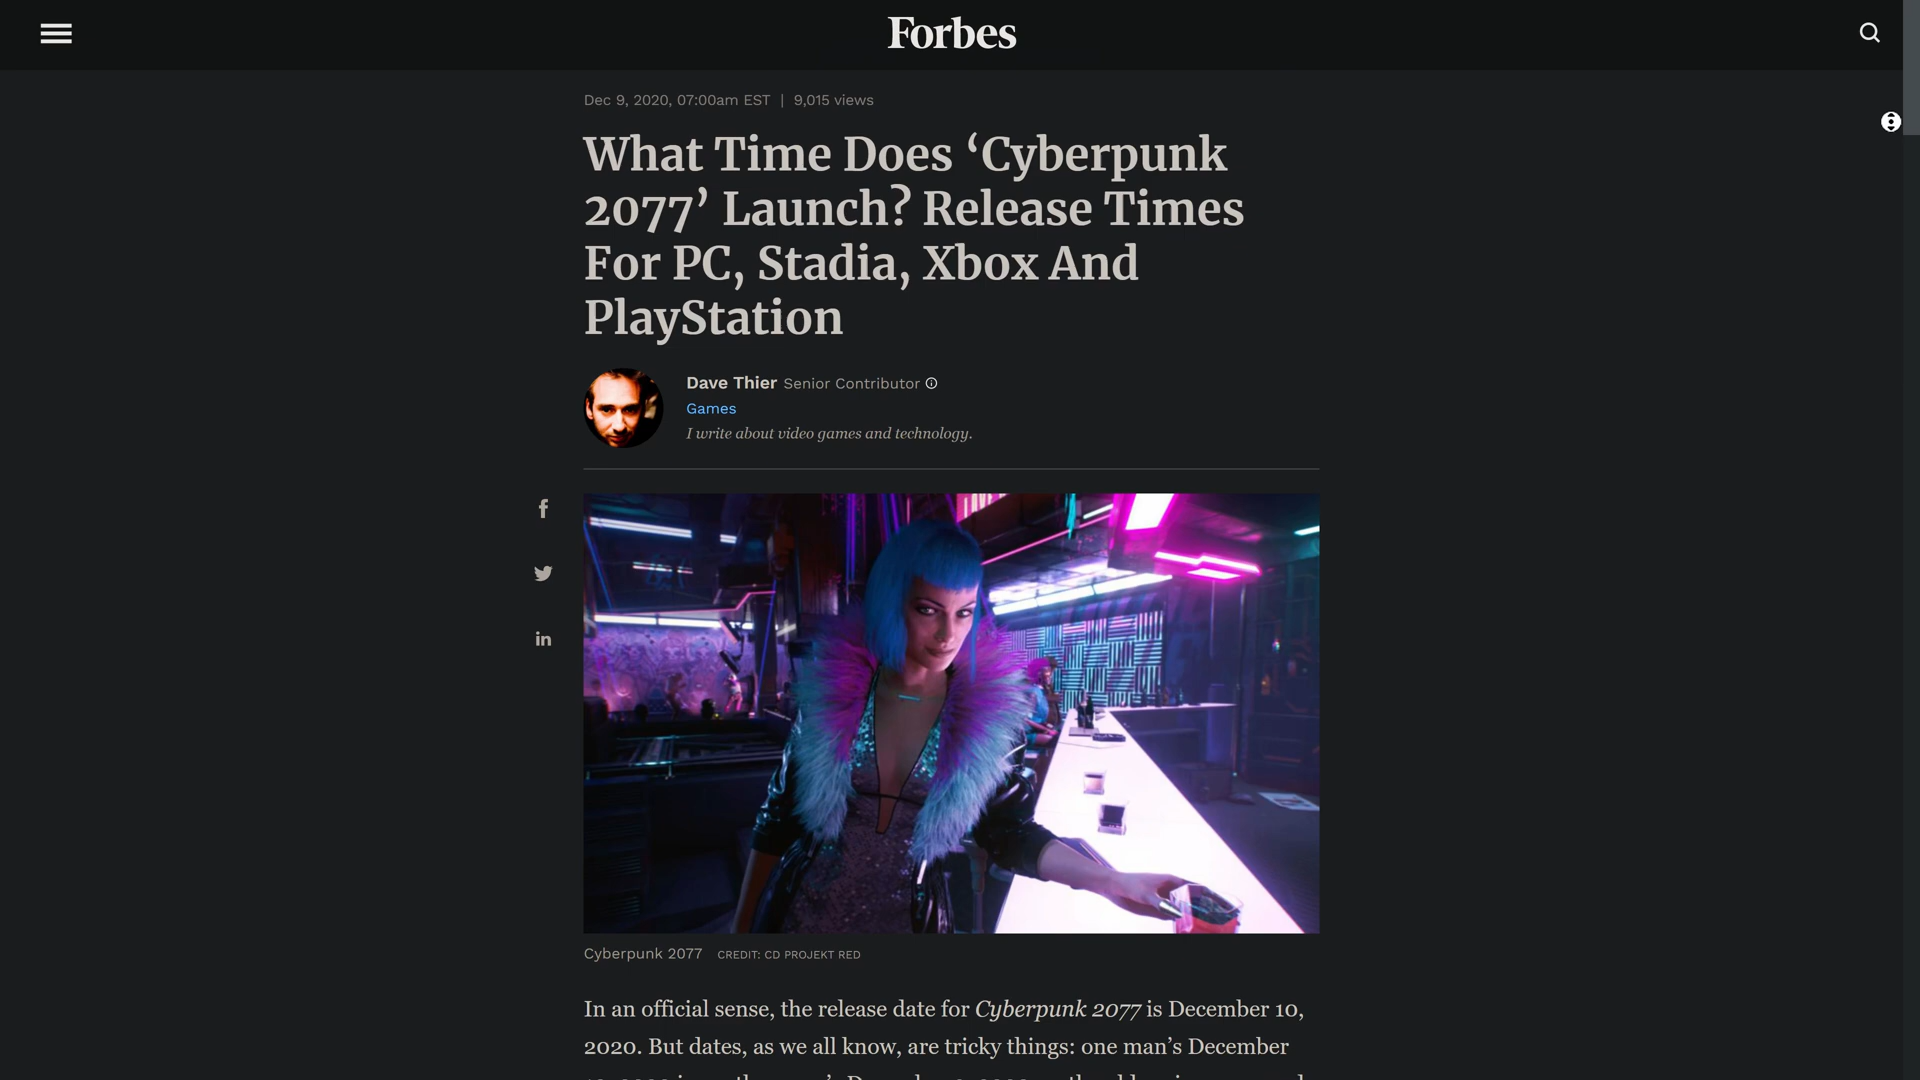 Forbes
Dec 9, 2020, 07:00am EST | 9,015 views
What Time Does ‘Cyberpunk
2077’ Launch? Release Times
For PC, Stadia, Xbox And
PlayStation
Dave Thier Senior Contributor
Games
I write about video games and technology.
Cyberpunk 2077 CREDIT: CD PROJEKT RED
In an official sense, the release date for Cyberpunk 2077 is December 10,
2020. But dates, as we all know, are tricky things: one man’s December